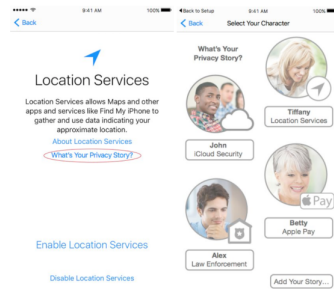 9:41 AM
100%
Back
Location Services
Location Services allows Maps and other
apps and services like Find My iPhone to
gather and use data indicating your
approximate location.
About Location Services
What's Your Privacy Story?
Enable Location Services
Disable Location Services
Back to Setup
9:41 AM
100%
Back
Select Your Character
What's Your
Privacy Story?
Tiffany
Location Services
John
iCloud Security
Pay
Betty
Apple Pay
Alex
Law Enforcement
Add Your Story...